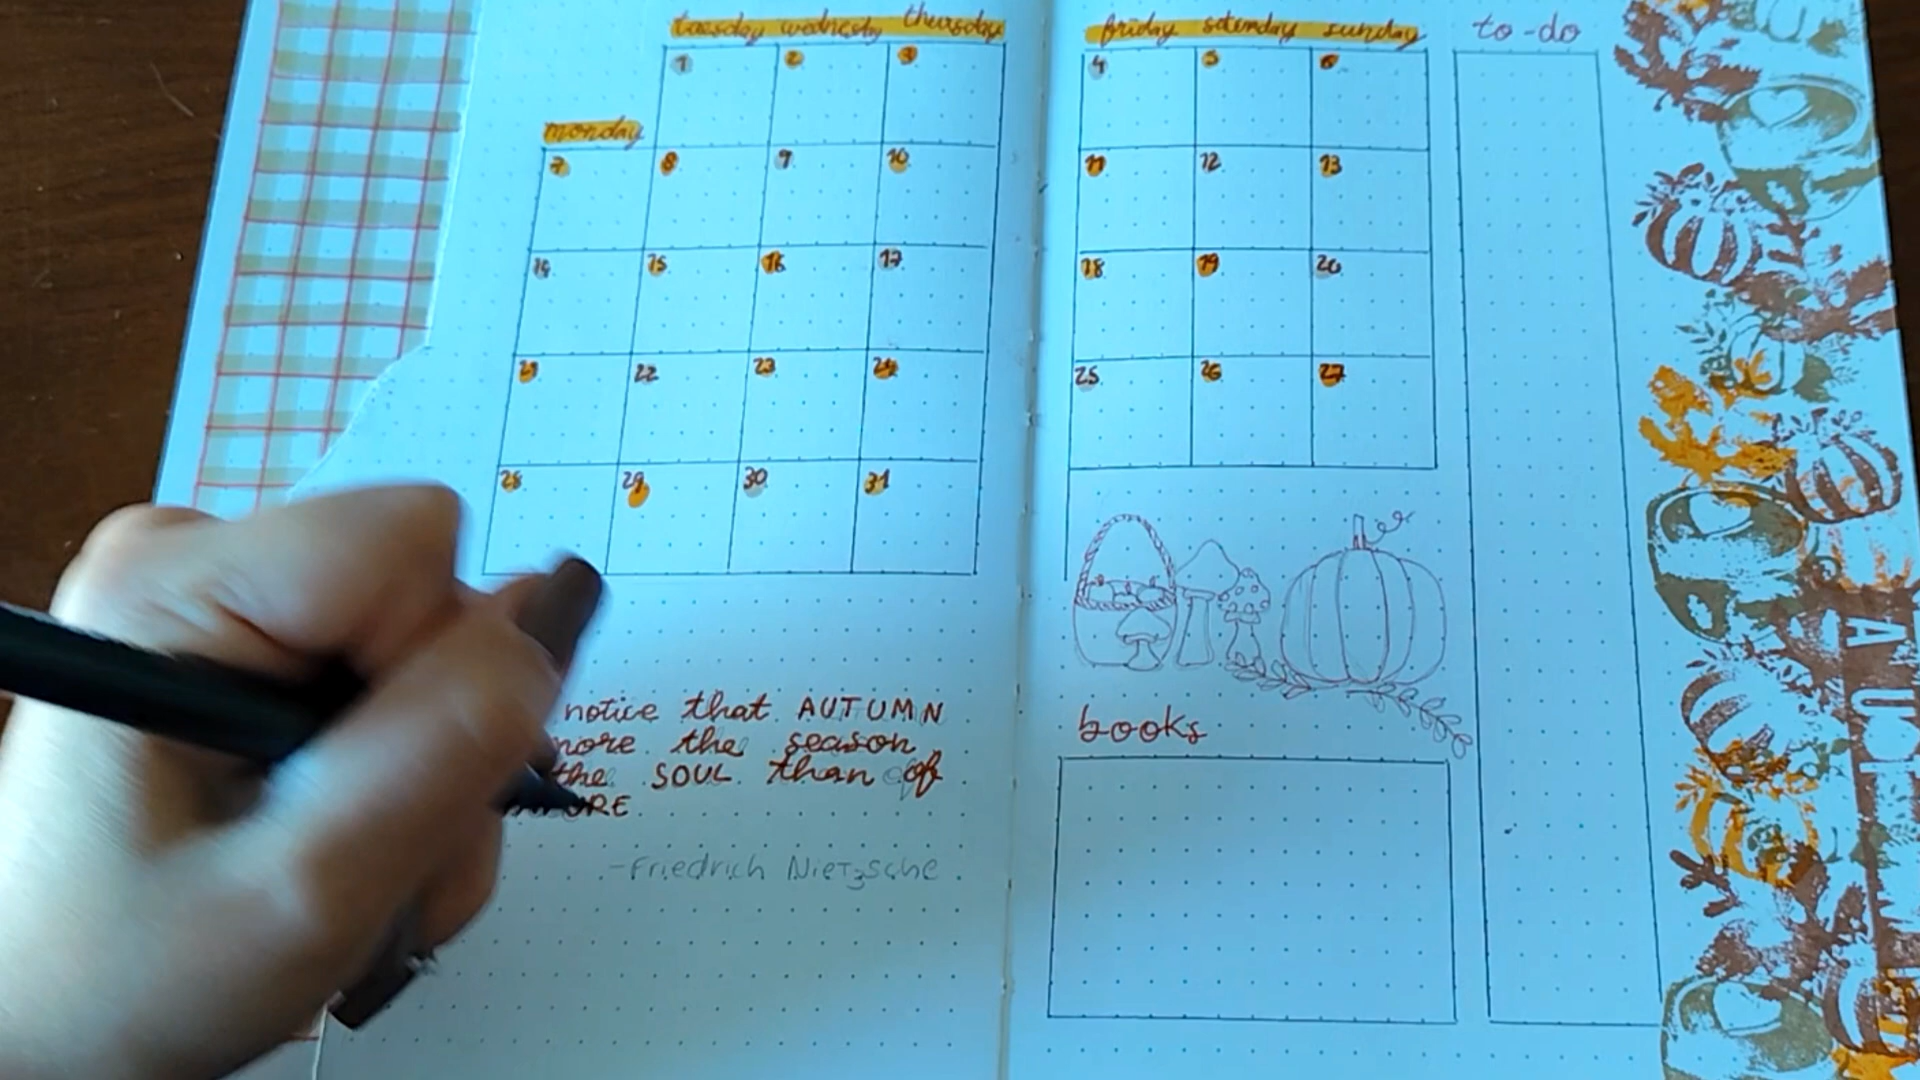 tuesday wednesday thursday
friday saturday sunday
to-do
1 2 3
4 5 6
monday
7 8 9 10
11 12 13
14 15 16 17
18 19 20
21 22 23 24
25 26 27
28 29 30 31
notice that AUTUMN
more the season
the SOUL than of
-Friedrich Nietzsche
books